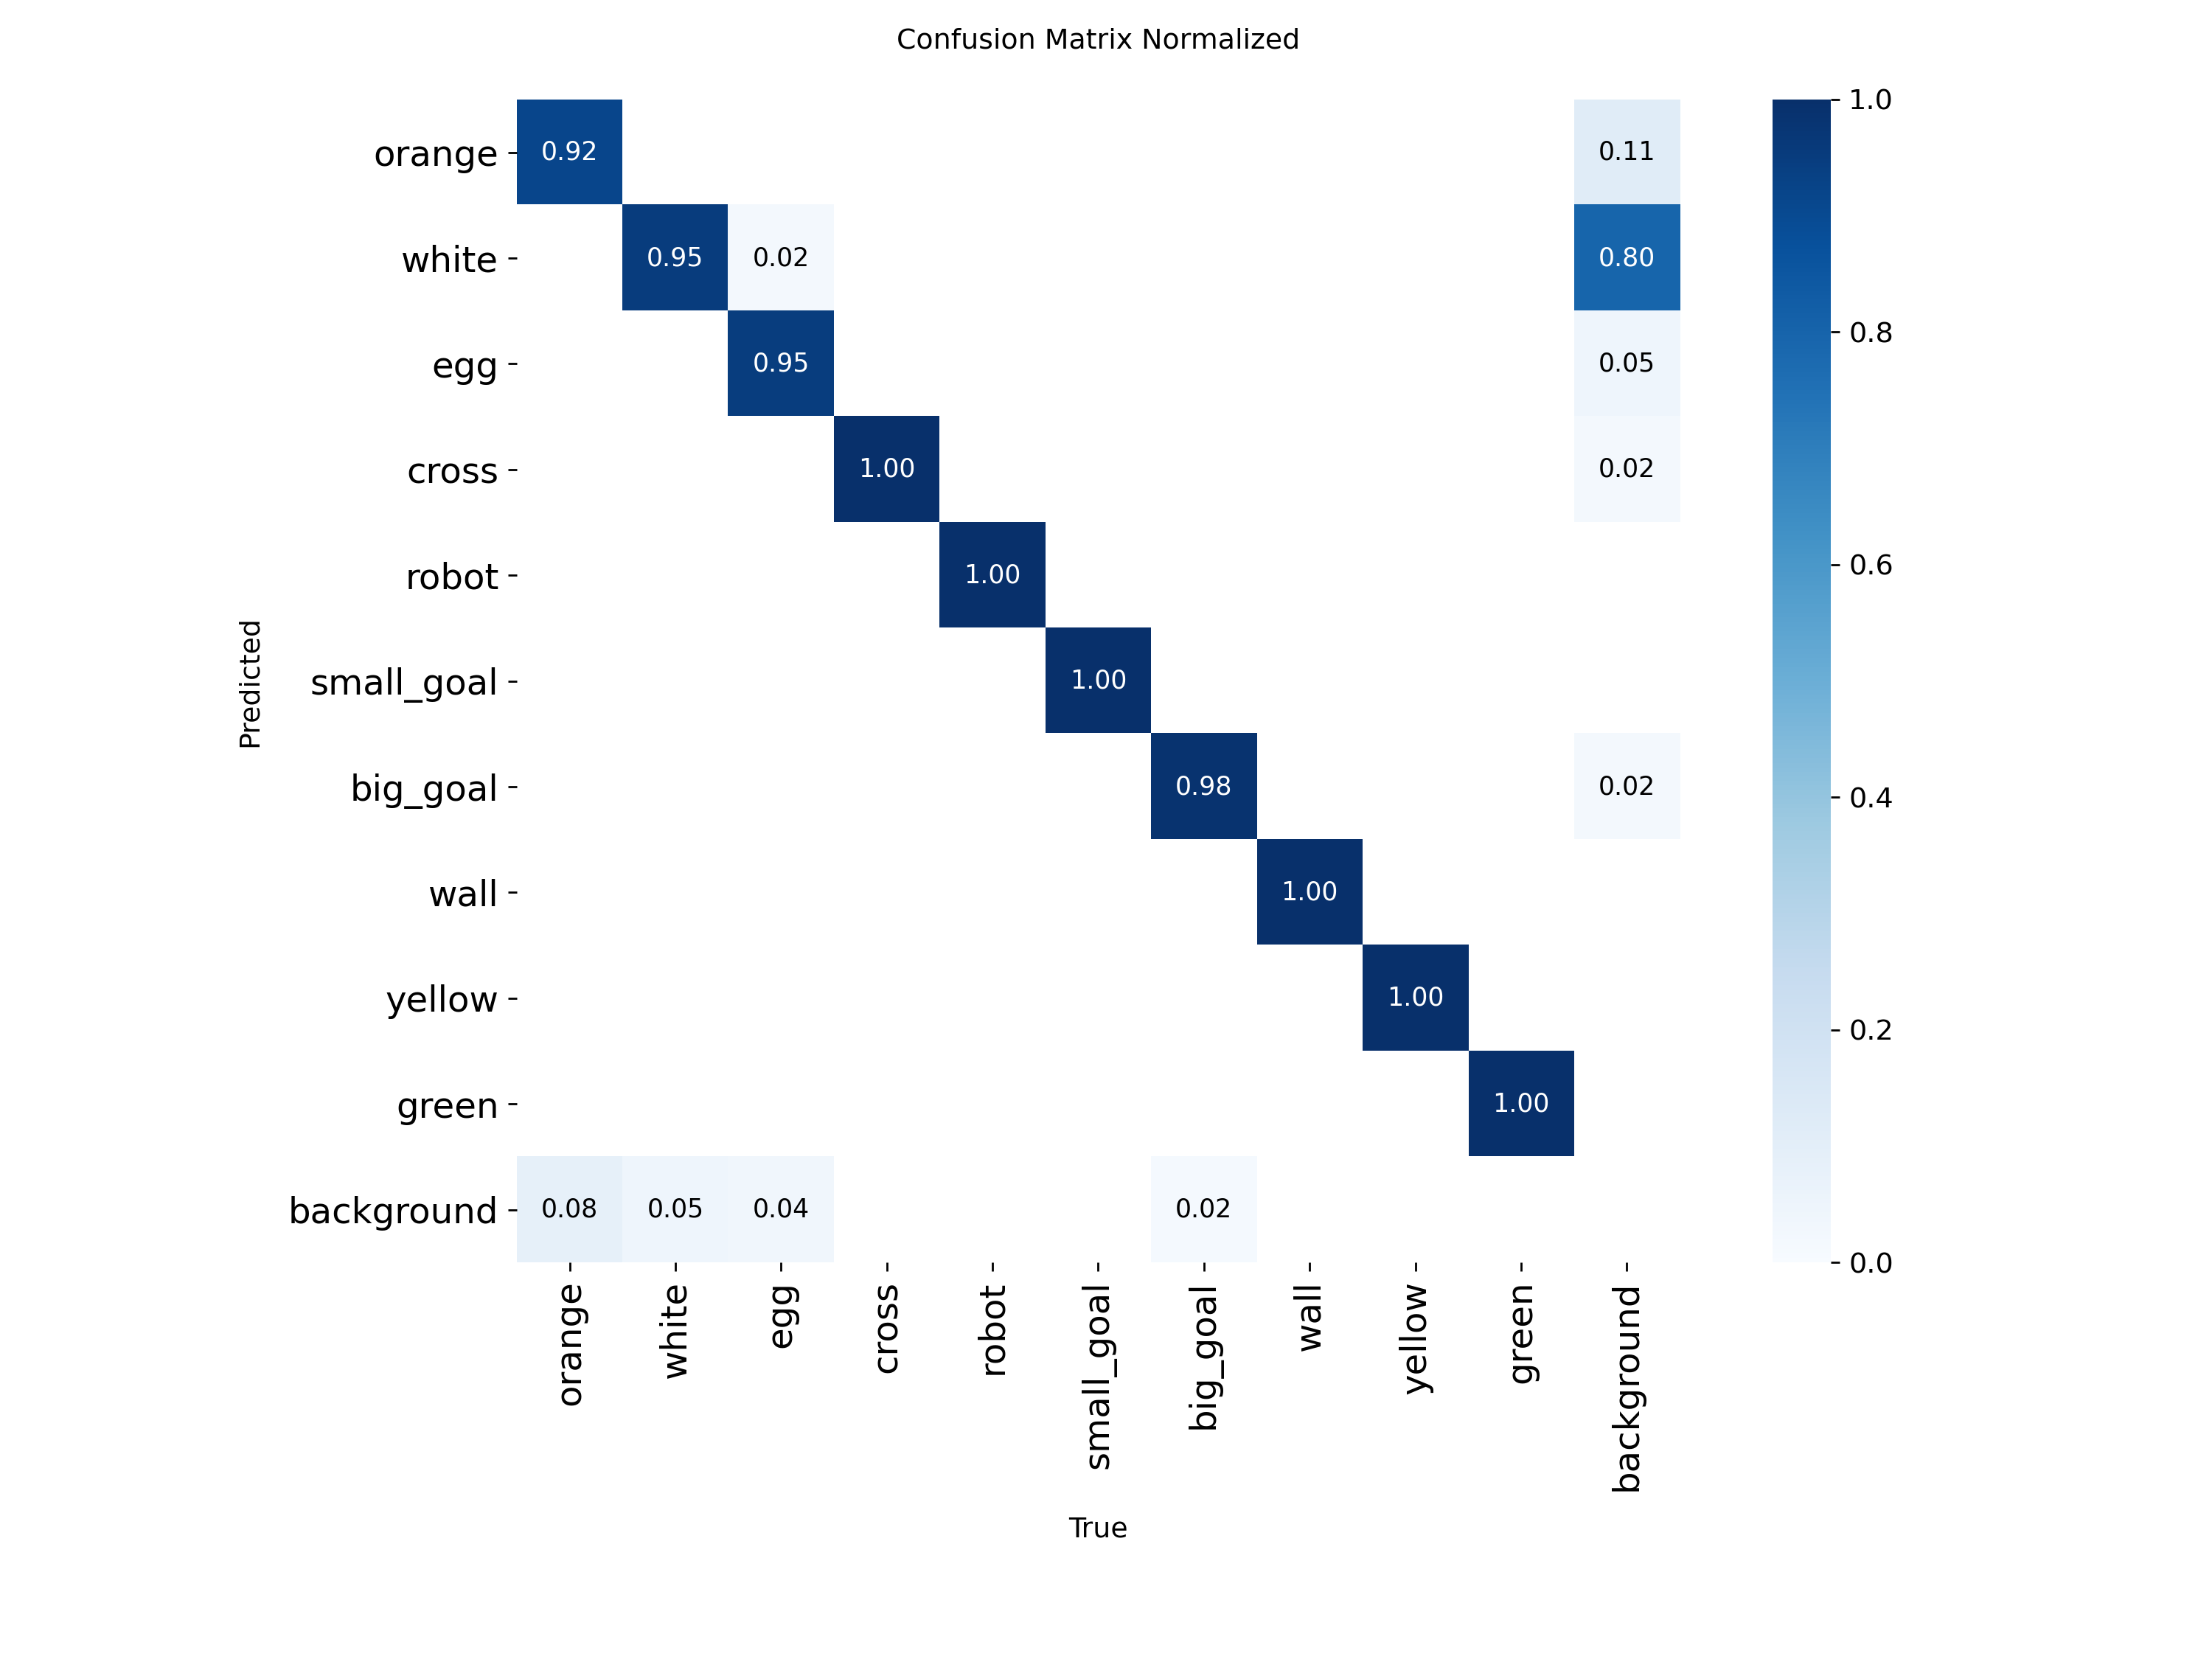 Confusion Matrix Normalized
orange 0.92 0.11 1.0
white 0.95 0.02 0.80
0.8
egg 0.95 0.05
cross 1.00 0.02
robot 1.00 0.6
Predicted
small_goal 1.00
big_goal 0.98 0.02 0.4
wall 1.00
yellow 1.00
0.2
green 1.00
background 0.08 0.05 0.04 0.02
0.0
orange white egg cross robot small_goal big_goal wall yellow green background
True